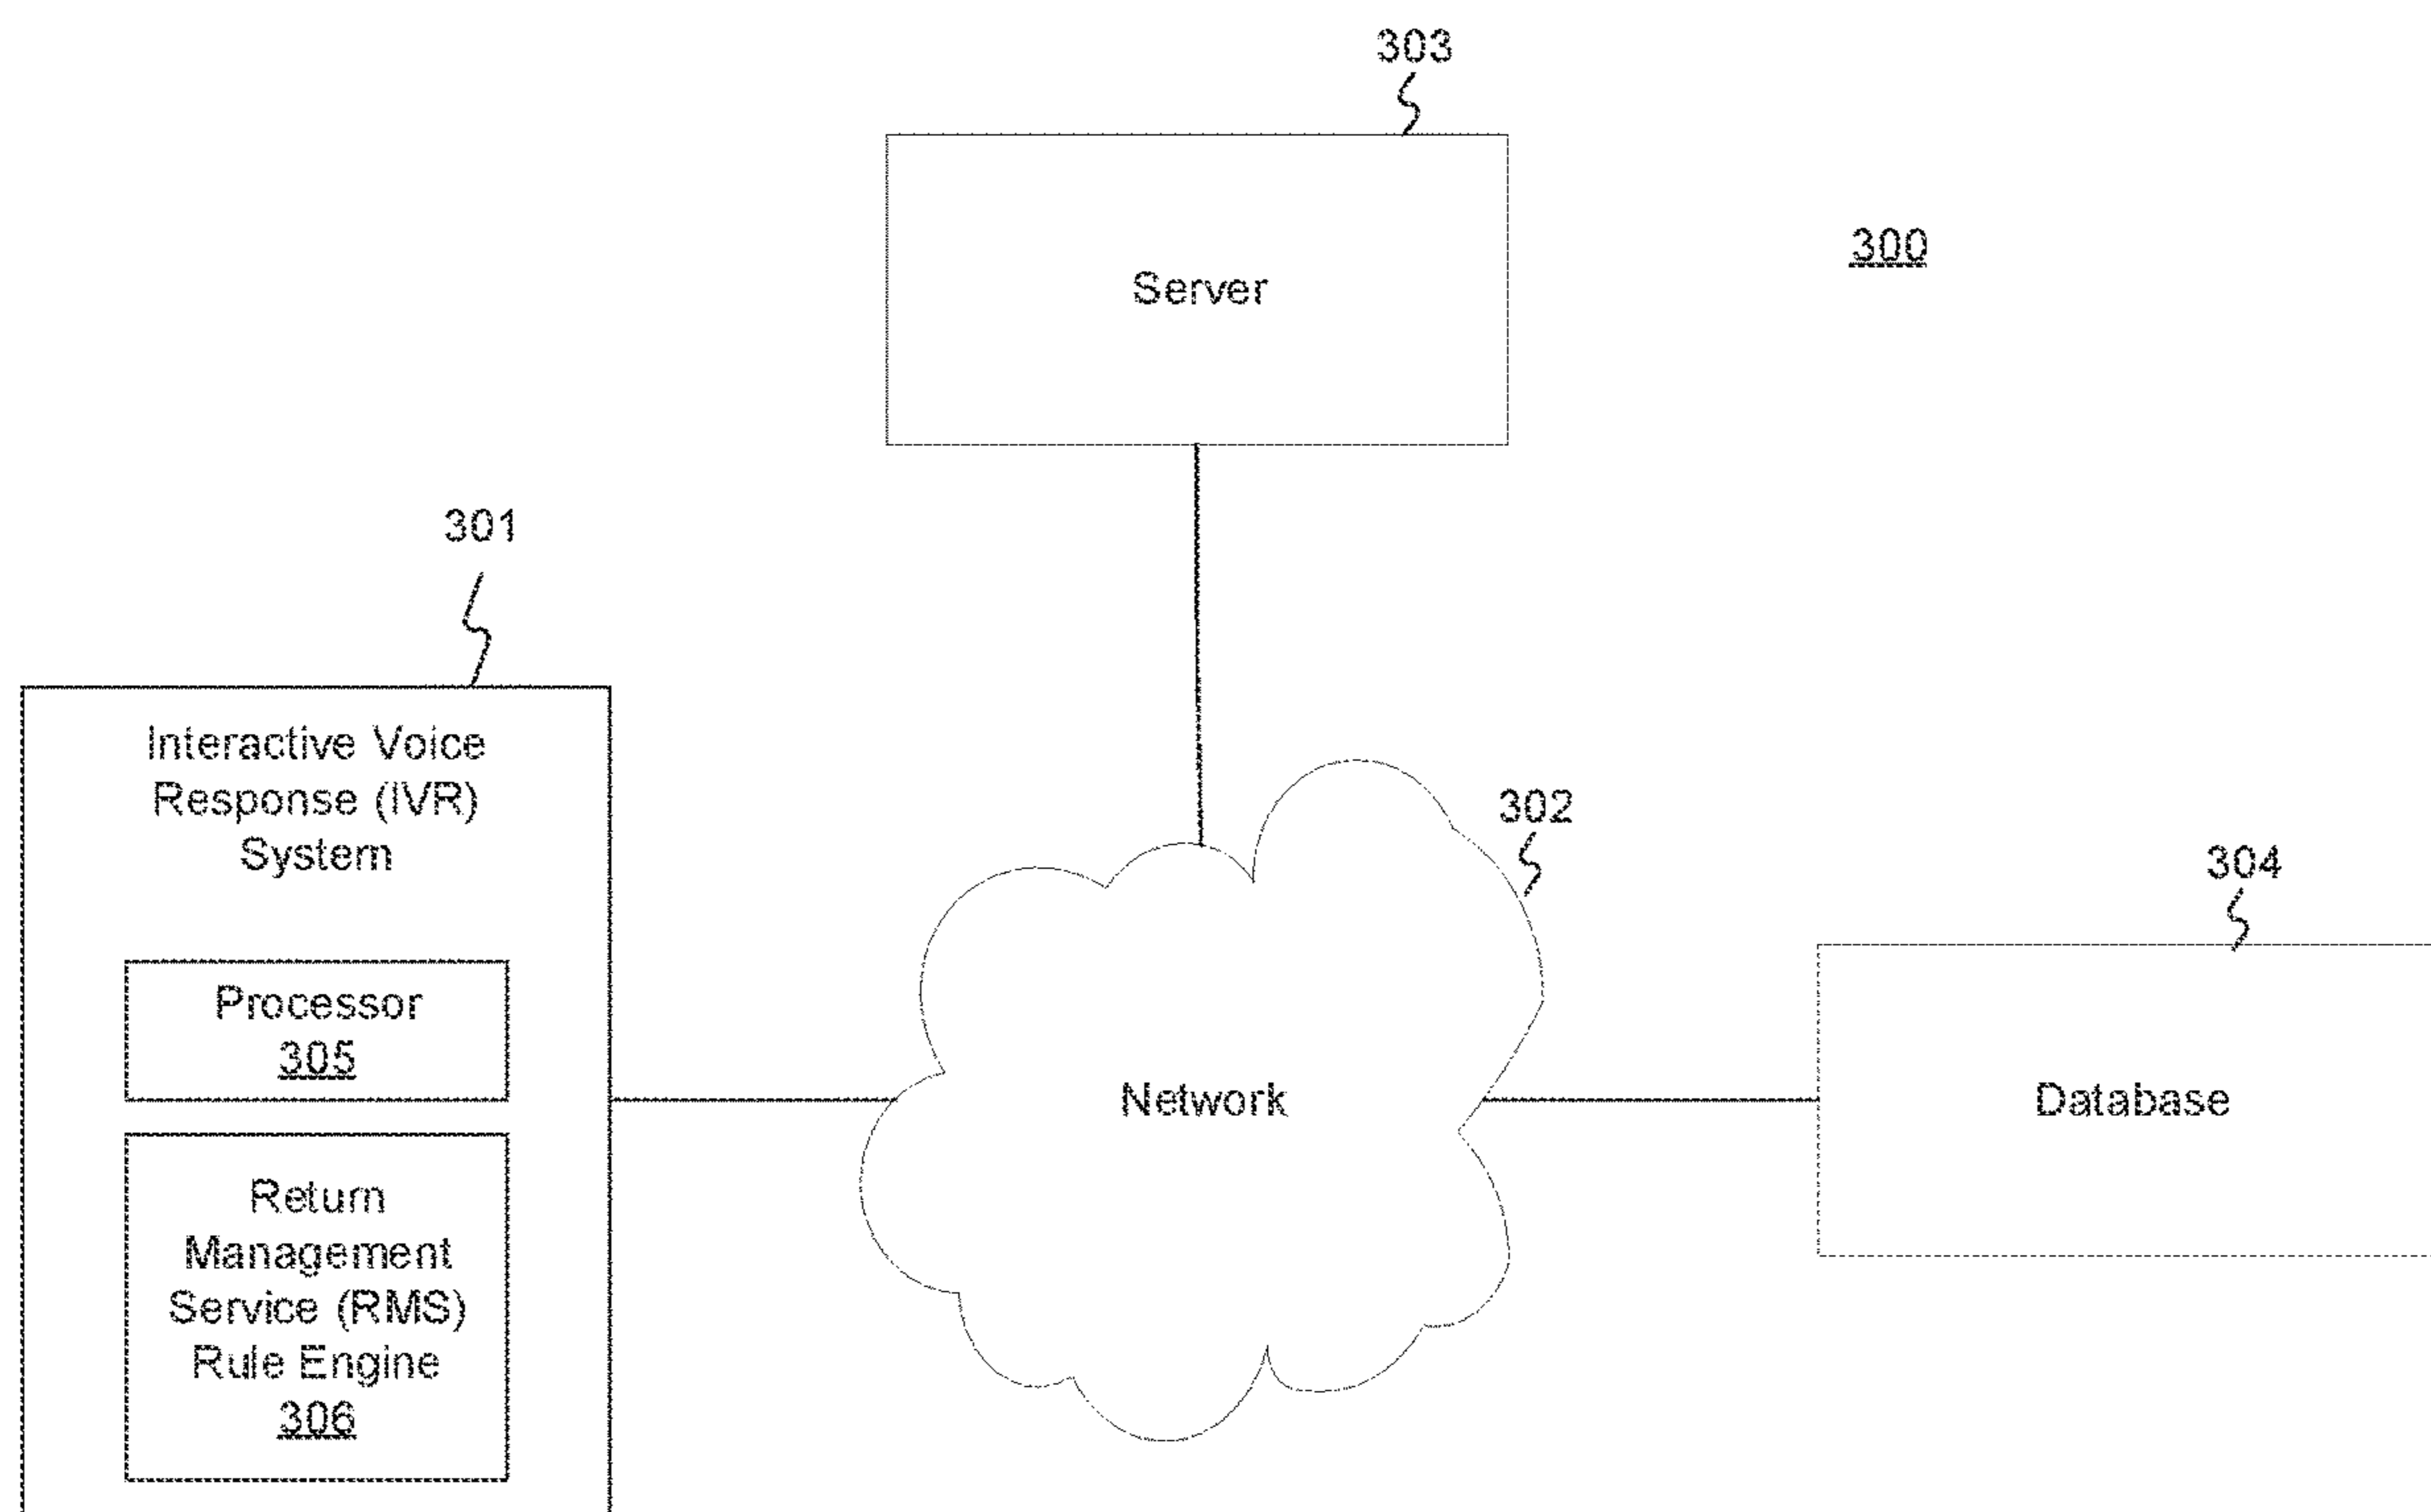 303
Server
300
301
Interactive Voice
Response (IVR)
System
302
304
Processor
305
Network
Database
Return
Management
Service (RMS)
Rule Engine
306